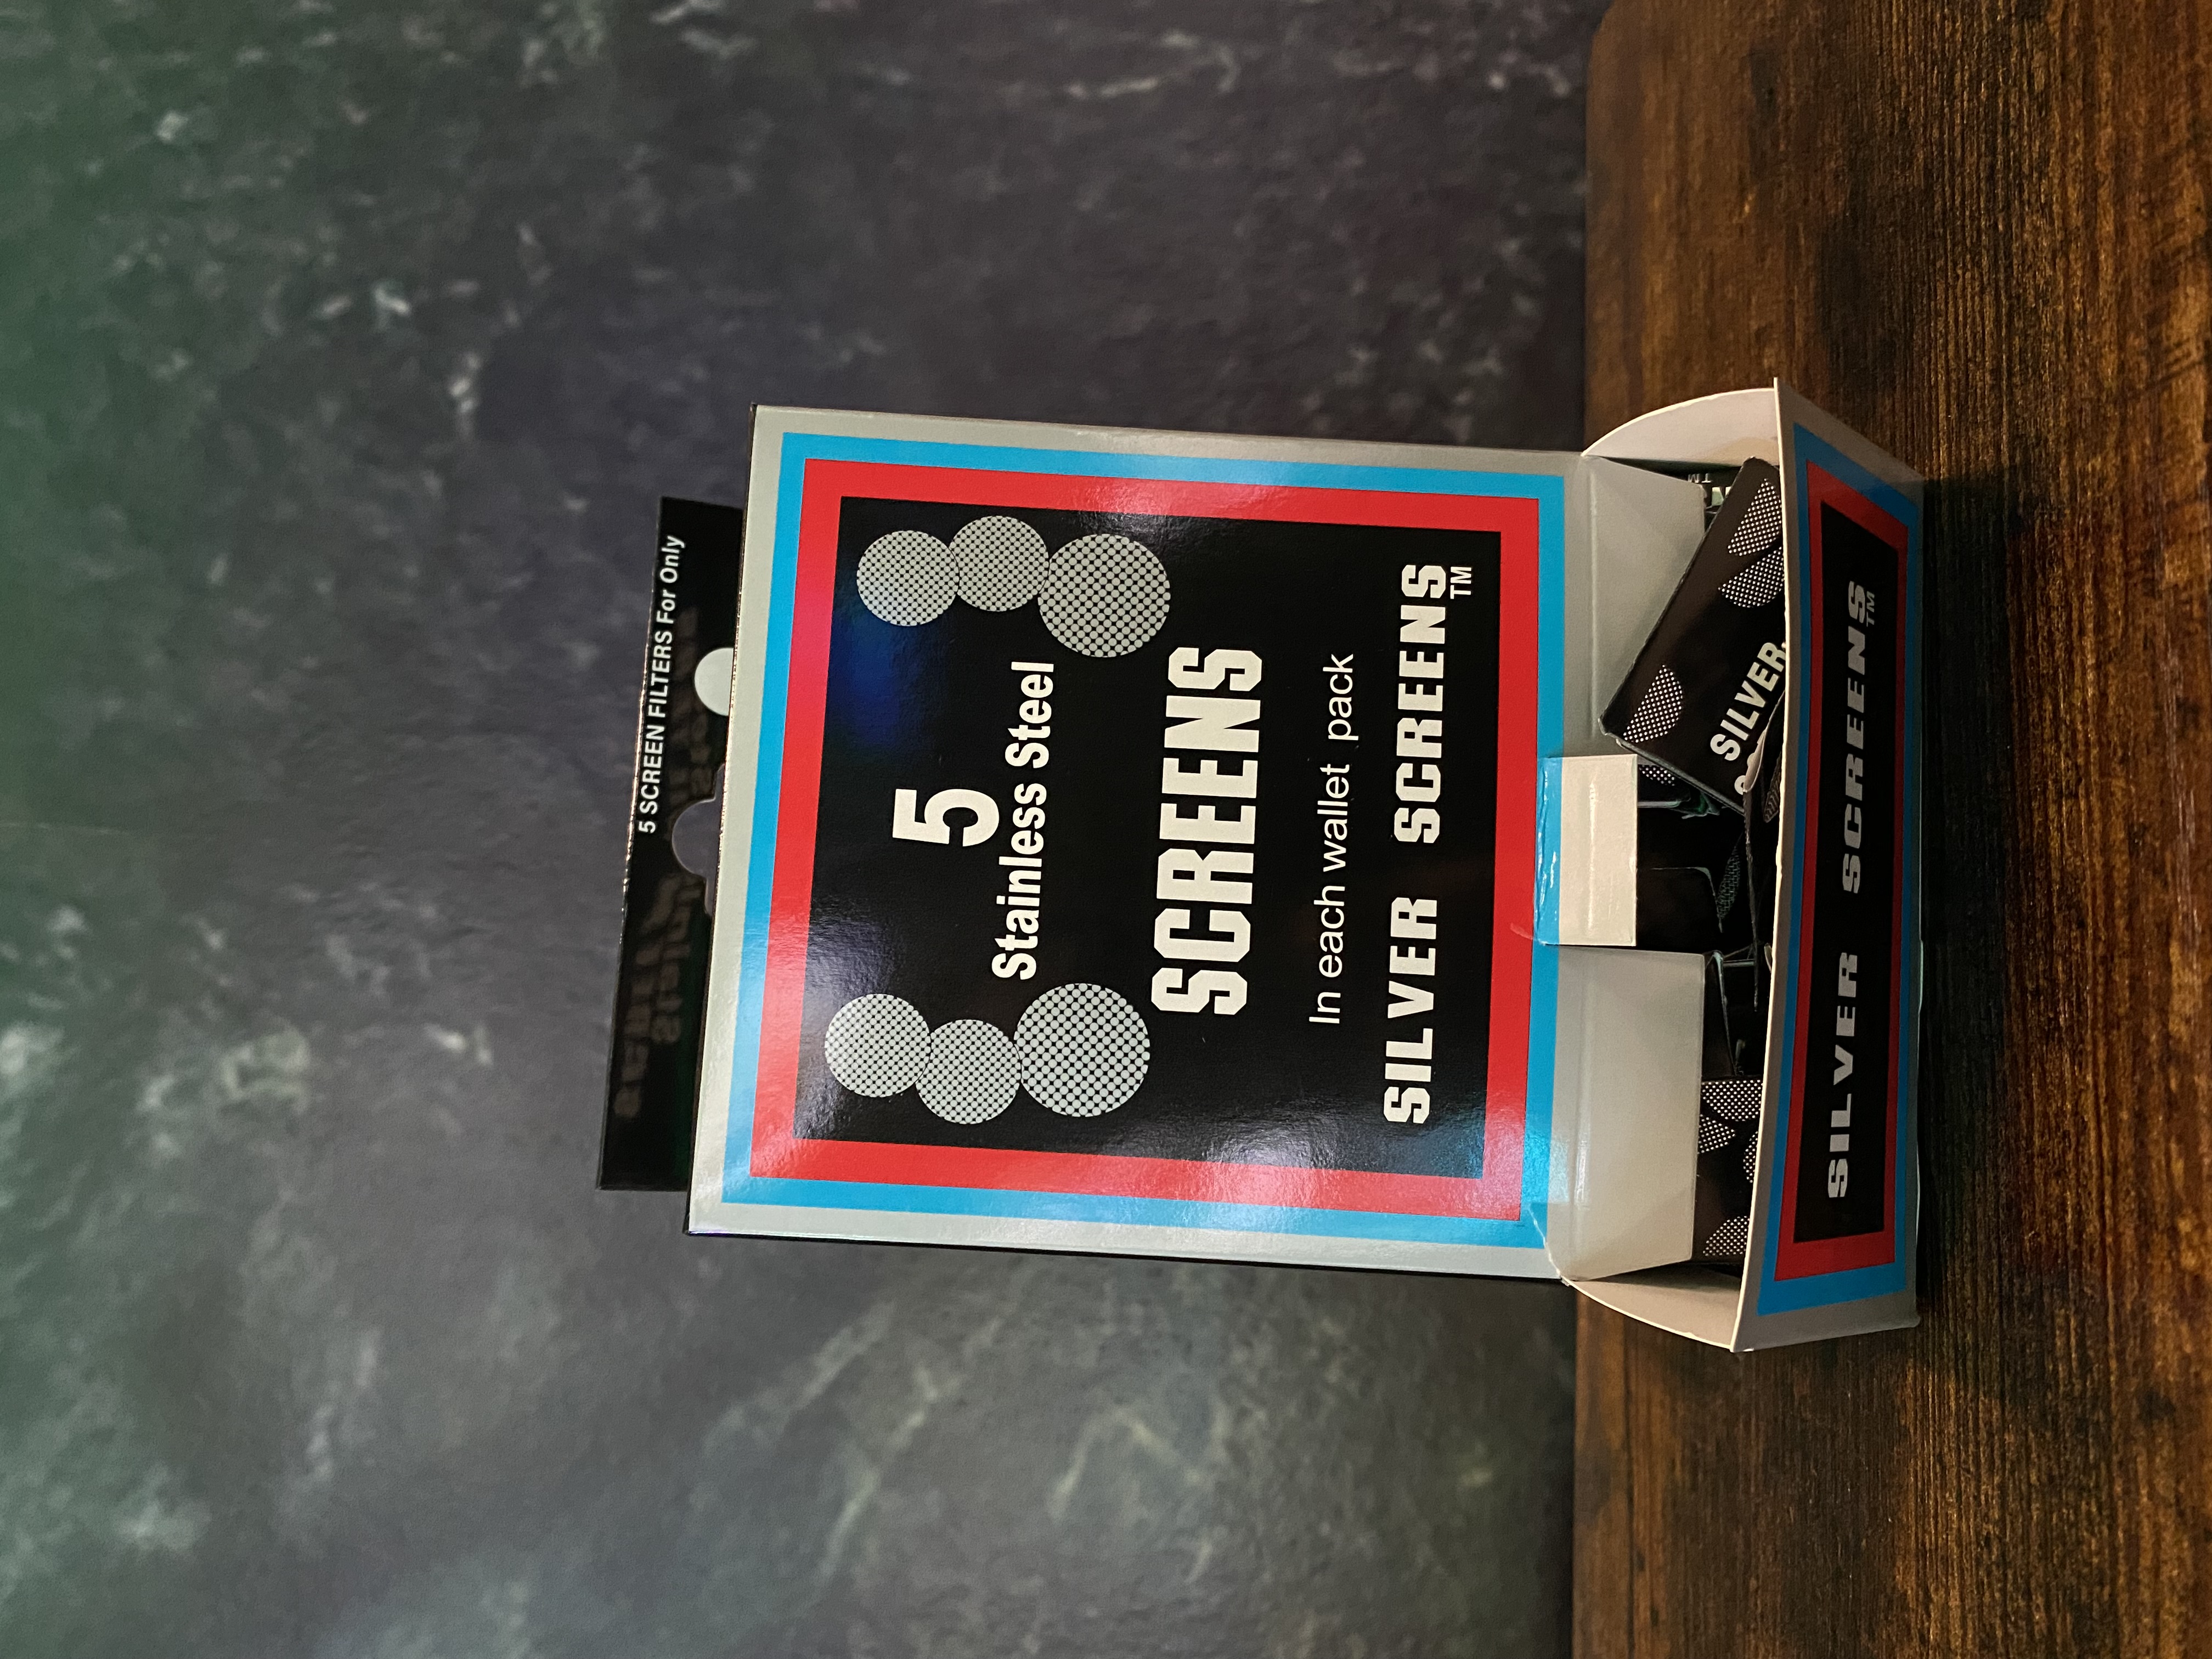 5 SCREEN FILTERS For Only
5
Stainless Steel
SCREENS
In each wallet pack
SILVER SCREENS™
SILVER
SILVER SCREENS™